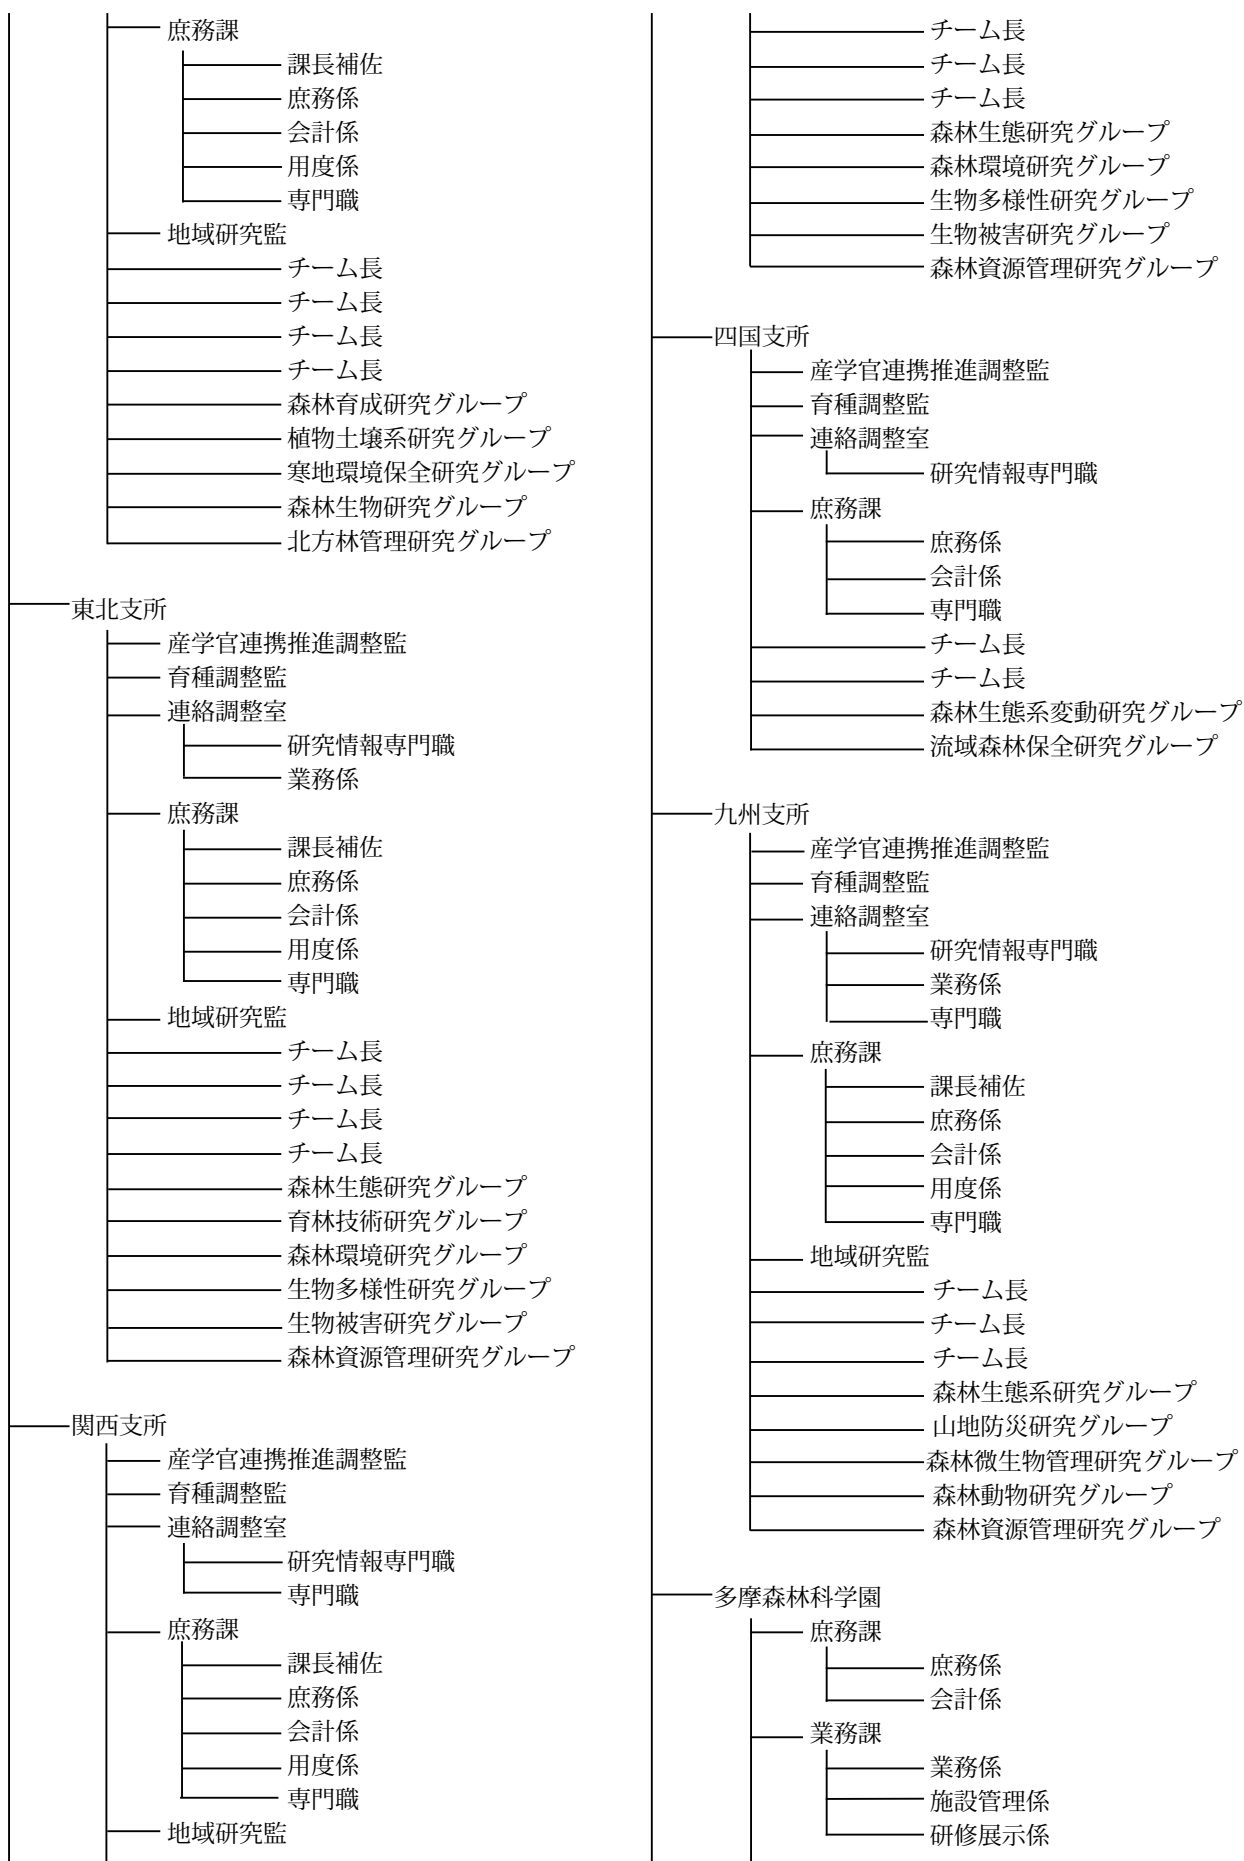 庶務課
課長補佐
庶務係
会計係
用度係
専門職
地域研究監
チーム長
チーム長
チーム長
チーム長
森林育成研究グループ
植物土壌系研究グループ
寒地環境保全研究グループ
森林生物研究グループ
北方林管理研究グループ
東北支所
産学官連携推進調整監
育種調整監
連絡調整室
研究情報専門職
業務係
庶務課
課長補佐
庶務係
会計係
用度係
専門職
地域研究監
チーム長
チーム長
チーム長
チーム長
森林生態研究グループ
育林技術研究グループ
森林環境研究グループ
生物多様性研究グループ
生物被害研究グループ
森林資源管理研究グループ
関西支所
産学官連携推進調整監
育種調整監
連絡調整室
研究情報専門職
専門職
庶務課
課長補佐
庶務係
会計係
用度係
専門職
地域研究監
チーム長
チーム長
チーム長
森林生態研究グループ
森林環境研究グループ
生物多様性研究グループ
生物被害研究グループ
森林資源管理研究グループ
四国支所
産学官連携推進調整監
育種調整監
連絡調整室
研究情報専門職
庶務課
庶務係
会計係
専門職
チーム長
チーム長
森林生態系変動研究グループ
流域森林保全研究グループ
九州支所
産学官連携推進調整監
育種調整監
連絡調整室
研究情報専門職
業務係
専門職
庶務課
課長補佐
庶務係
会計係
用度係
専門職
地域研究監
チーム長
チーム長
チーム長
森林生態系研究グループ
山地防災研究グループ
森林微生物管理研究グループ
森林動物研究グループ
森林資源管理研究グループ
多摩森林科学園
庶務課
庶務係
会計係
業務課
業務係
施設管理係
研修展示係